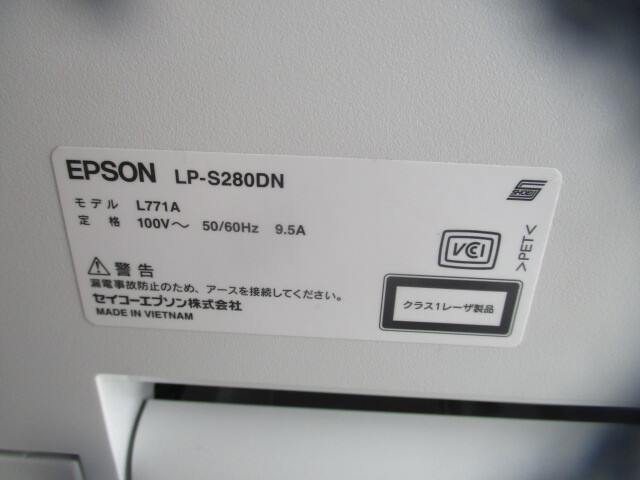 EPSON LP-S280DN
モデル L771A
定格 100V～ 50/60Hz 9.5A
警告
漏電事故防止のため、アースを接続してください。
セイコーエプソン株式会社
MADE IN VIETNAM
VCI
>PET<
クラス1レーザ製品